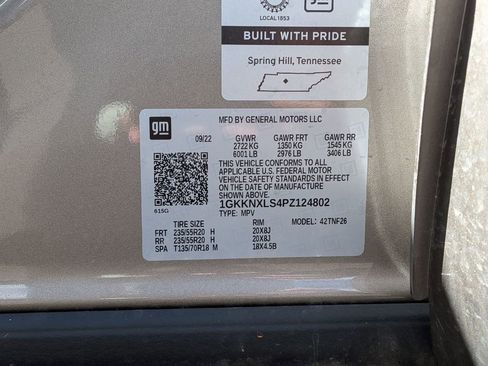 LOCAL 1853
BUILT WITH PRIDE
Spring Hill, Tennessee
gm
MFD BY GENERAL MOTORS LLC
09/22 GVWR GAWR FRT GAWR RR
2722 KG 1350 KG 1545 KG
6001 LB 2976 LB 3406 LB
THIS VEHICLE CONFORMS TO ALL
APPLICABLE U.S. FEDERAL MOTOR
VEHICLE SAFETY STANDARDS IN
EFFECT ON THE DATE OF MANUFACTURE
SHOWN ABOVE.
1GKKNXLS4PZ124802
615G TYPE: MPV MODEL: 42TNF26
TIRE SIZE RIM
FRT 235/55R20 H 20X8J
RR 235/55R20 H 20X8J
SPA T135/70R18 M 18X4.5B